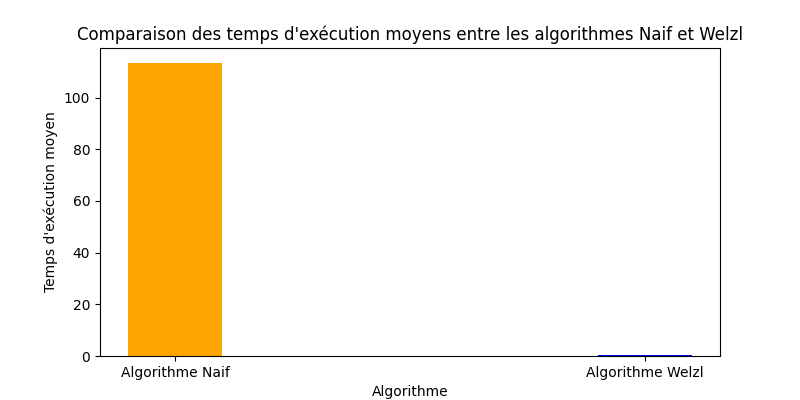 Comparaison des temps d'exécution moyens entre les algorithmes Naif et Welzl
Temps d'exécution moyen
100
80
60
40
20
0
Algorithme Naif
Algorithme Welzl
Algorithme